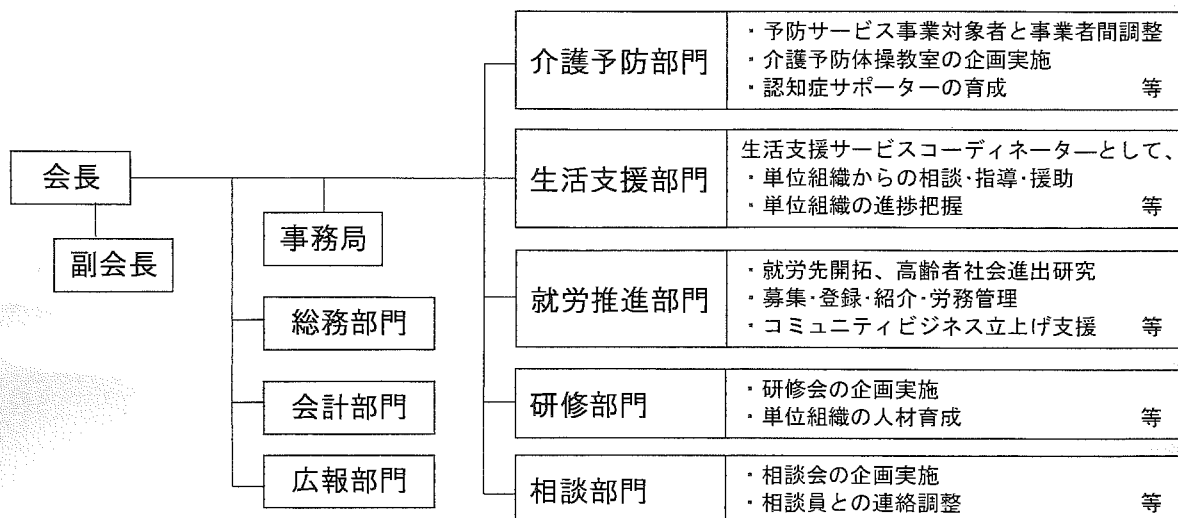 会長
副会長
事務局
総務部門
会計部門
広報部門
介護予防部門
・予防サービス事業対象者と事業者間調整
・介護予防体操教室の企画実施
・認知症サポーターの育成 等
生活支援部門
生活支援サービスコーディネータ―として、
・単位組織からの相談・指導・援助
・単位組織の進捗把握 等
就労推進部門
・就労先開拓、高齢者社会進出研究
・募集・登録・紹介・労務管理
・コミュニティビジネス立上げ支援 等
研修部門
・研修会の企画実施
・単位組織の人材育成 等
相談部門
・相談会の企画実施
・相談員との連絡調整 等